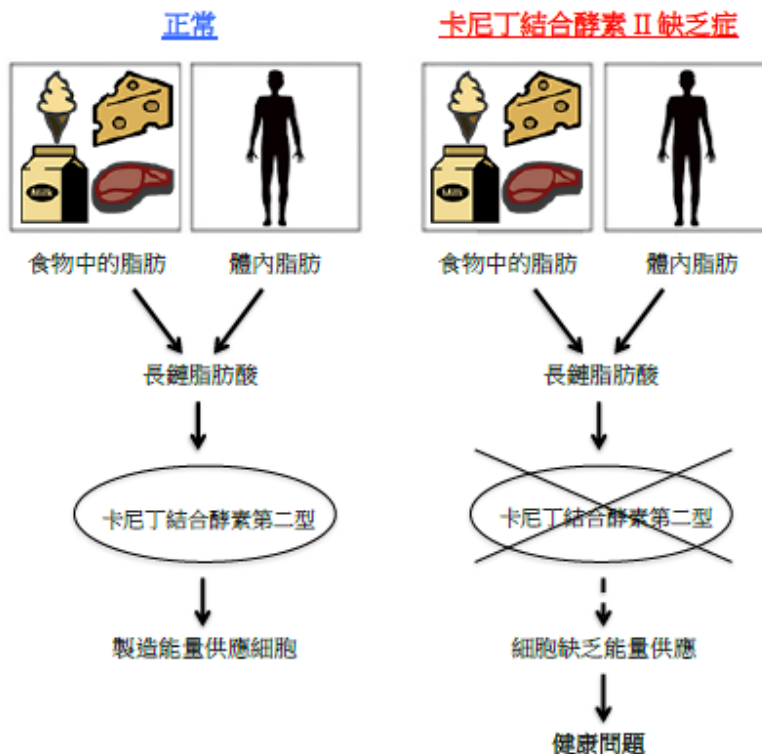 正常
卡尼丁結合酵素 II 缺乏症
Milk
Milk
食物中的脂肪
體內脂肪
食物中的脂肪
體內脂肪
長鏈脂肪酸
長鏈脂肪酸
卡尼丁結合酵素第二型
卡尼丁結合酵素第二型
製造能量供應細胞
細胞缺乏能量供應
健康問題